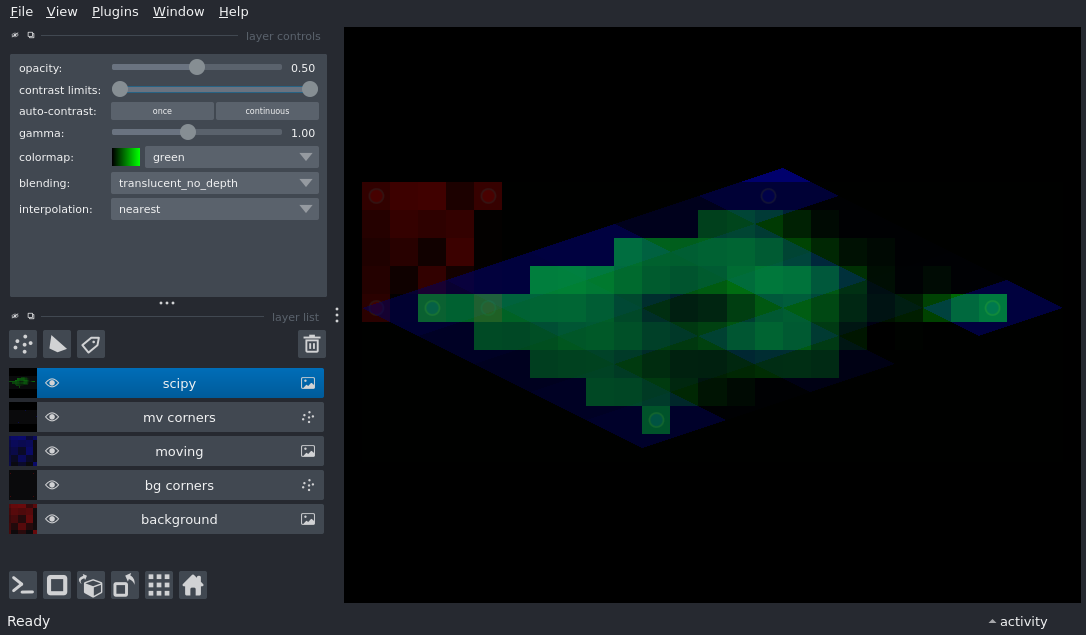 File View Plugins Window Help
layer controls
opacity: 0.50
contrast limits:
auto-contrast: once continuous
gamma: 1.00
colormap: green
blending: translucent_no_depth
interpolation: nearest
layer list
scipy
mv corners
moving
bg corners
background
Ready
activity